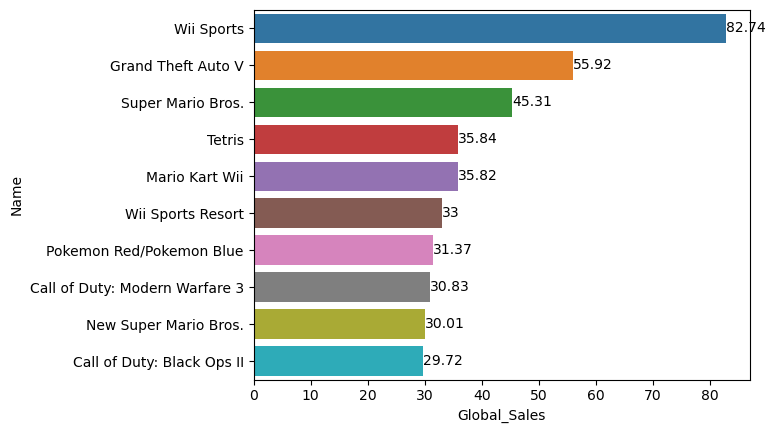 Name
Wii Sports 82.74
Grand Theft Auto V 55.92
Super Mario Bros. 45.31
Tetris 35.84
Mario Kart Wii 35.82
Wii Sports Resort 33
Pokemon Red/Pokemon Blue 31.37
Call of Duty: Modern Warfare 3 30.83
New Super Mario Bros. 30.01
Call of Duty: Black Ops II 29.72
0 10 20 30 40 50 60 70 80
Global_Sales